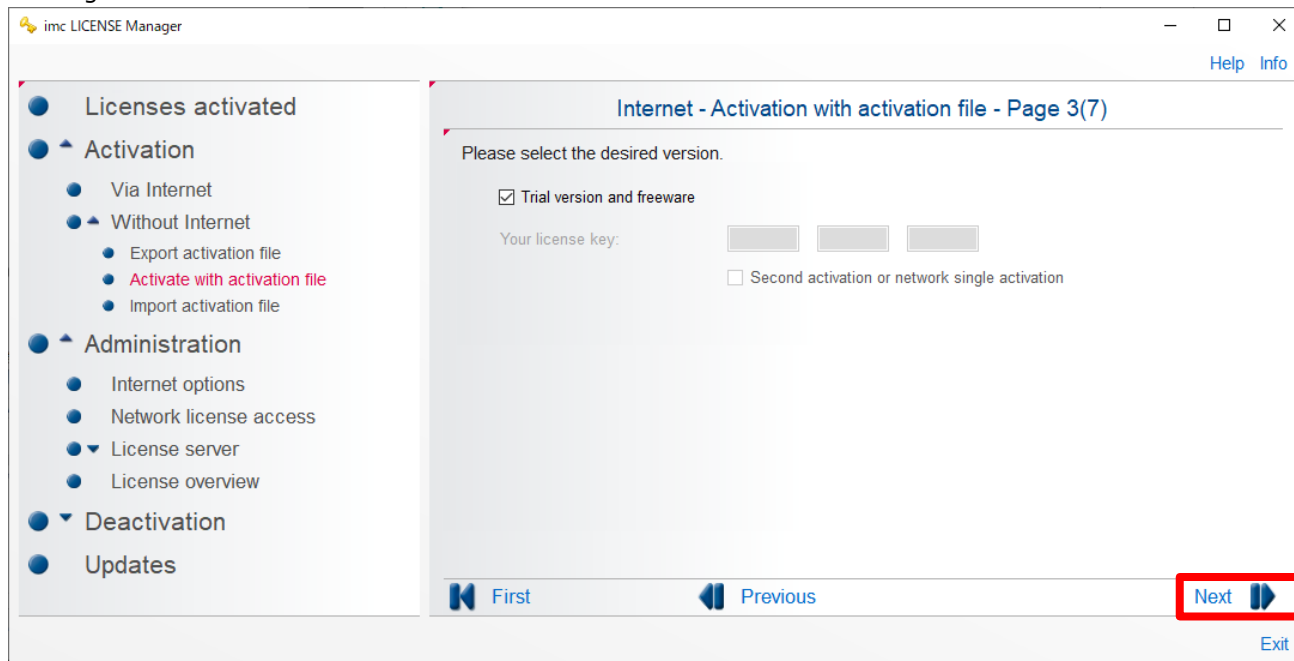 imc LICENSE Manager
Help Info
Licenses activated
Activation
Via Internet
Without Internet
Export activation file
Activate with activation file
Import activation file
Administration
Internet options
Network license access
License server
License overview
Deactivation
Updates
Internet - Activation with activation file - Page 3(7)
Please select the desired version.
Trial version and freeware
Your license key:
Second activation or network single activation
First Previous Next
Exit